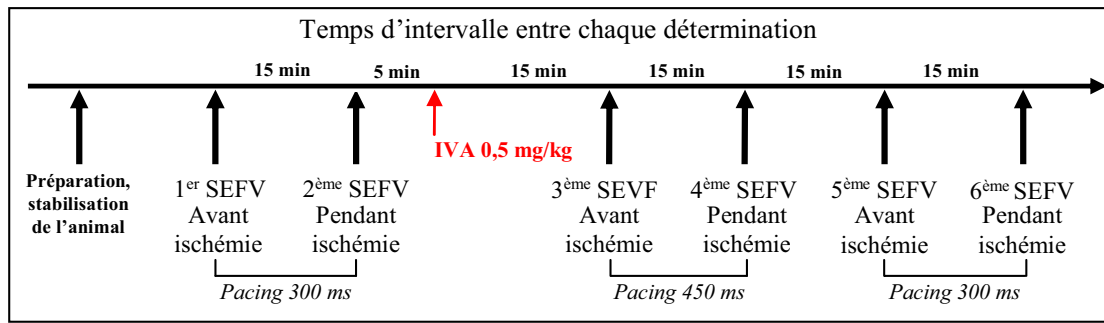 Temps d'intervalle entre chaque détermination
15 min 5 min 15 min 15 min 15 min 15 min
IVA 0,5 mg/kg
Préparation,
stabilisation
de l'animal
1er SEFV
Avant
ischémie
2ème SEFV
Pendant
ischémie
3ème SEVF
Avant
ischémie
4ème SEFV
Pendant
ischémie
5ème SEFV
Avant
ischémie
6ème SEFV
Pendant
ischémie
Pacing 300 ms
Pacing 450 ms
Pacing 300 ms